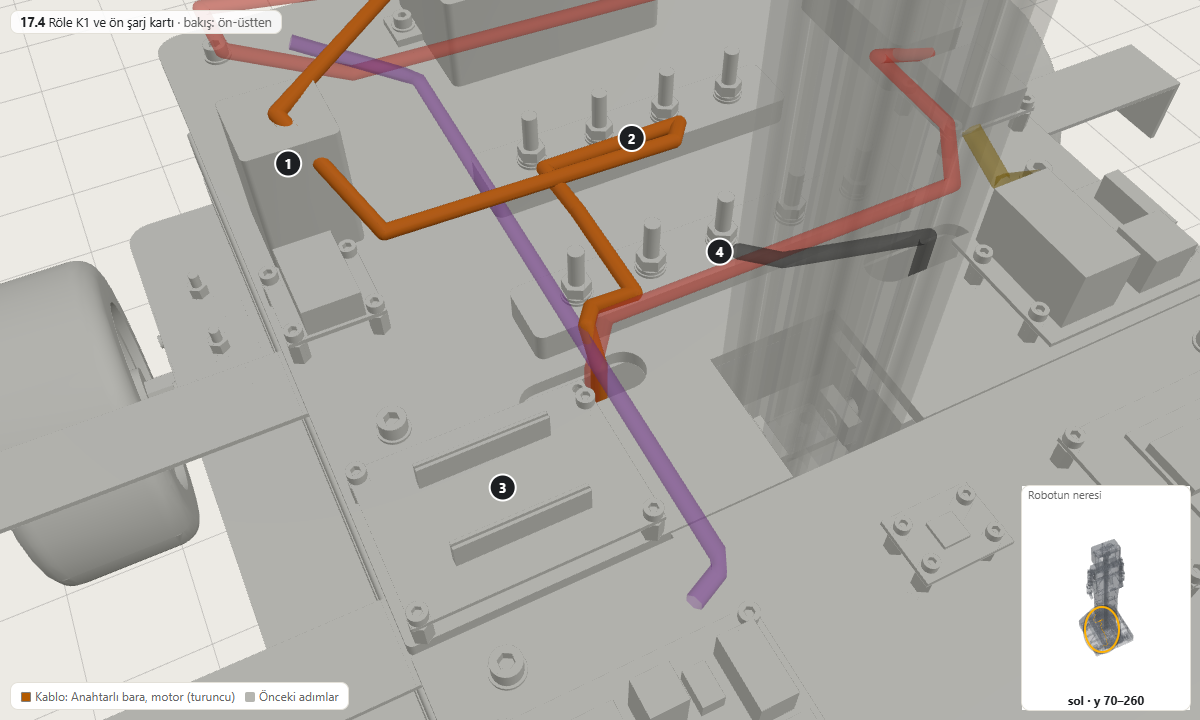 17.4 Röle K1 ve ön şarj kartı · bakış: ön-üstten
1
2
3
4
Robotun neresi
sol · y 70–260
Kablo: Anahtarlı bara, motor (turuncu) Önceki adımlar